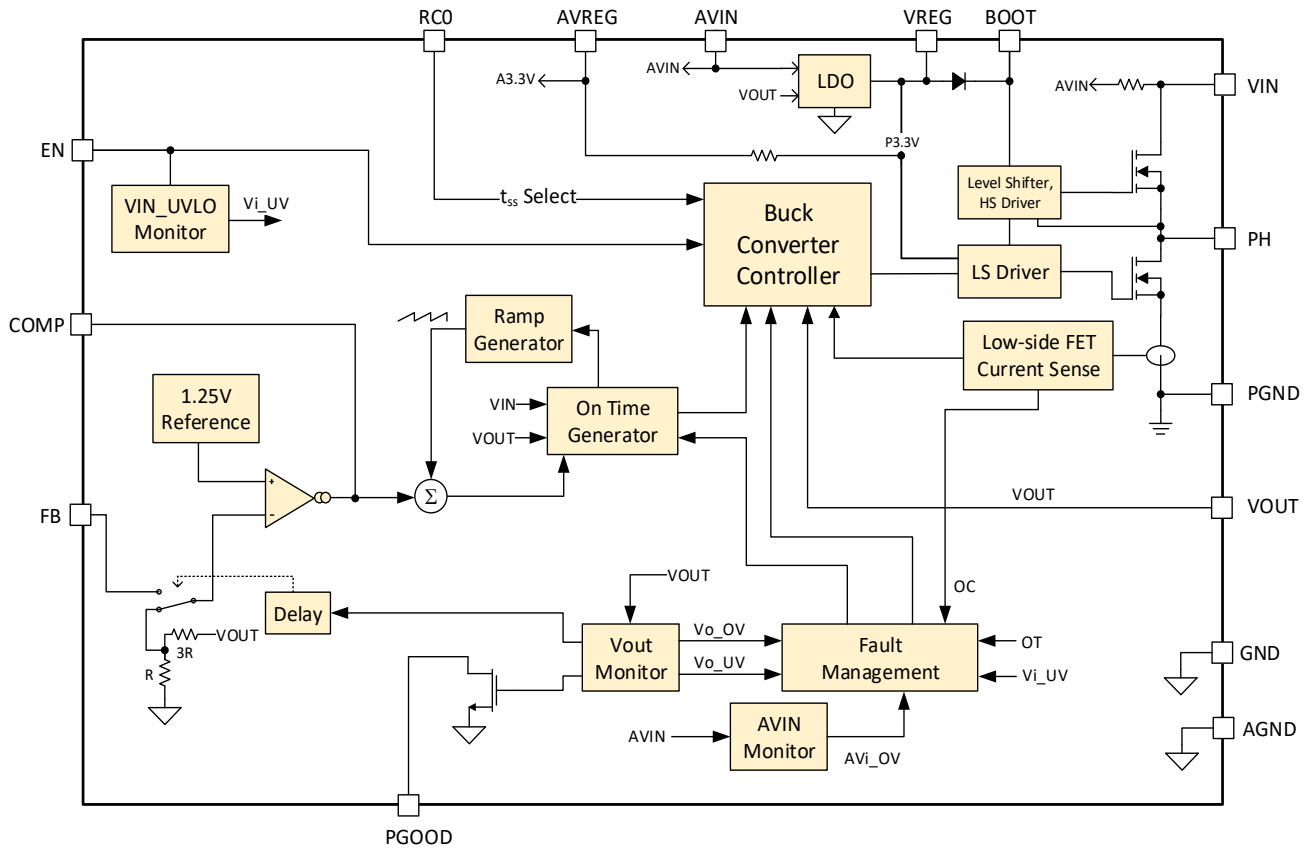 RC0
AVREG
AVIN
VREG
BOOT
A3.3V
AVIN
VOUT
LDO
AVIN
VIN
EN
P3.3V
VIN_UVLO
Monitor
Vi_UV
tss Select
Buck
Converter
Controller
Level Shifter,
HS Driver
PH
LS Driver
COMP
Ramp
Generator
Low-side FET
Current Sense
1.25V
Reference
VIN
VOUT
On Time
Generator
PGND
+
-
Σ
FB
VOUT
VOUT
Delay
VOUT
3R
R
VOUT
Vout
Monitor
Vo_OV
Vo_UV
OC
Fault
Management
OT
Vi_UV
GND
AVIN
AVIN
Monitor
AVi_OV
AGND
PGOOD